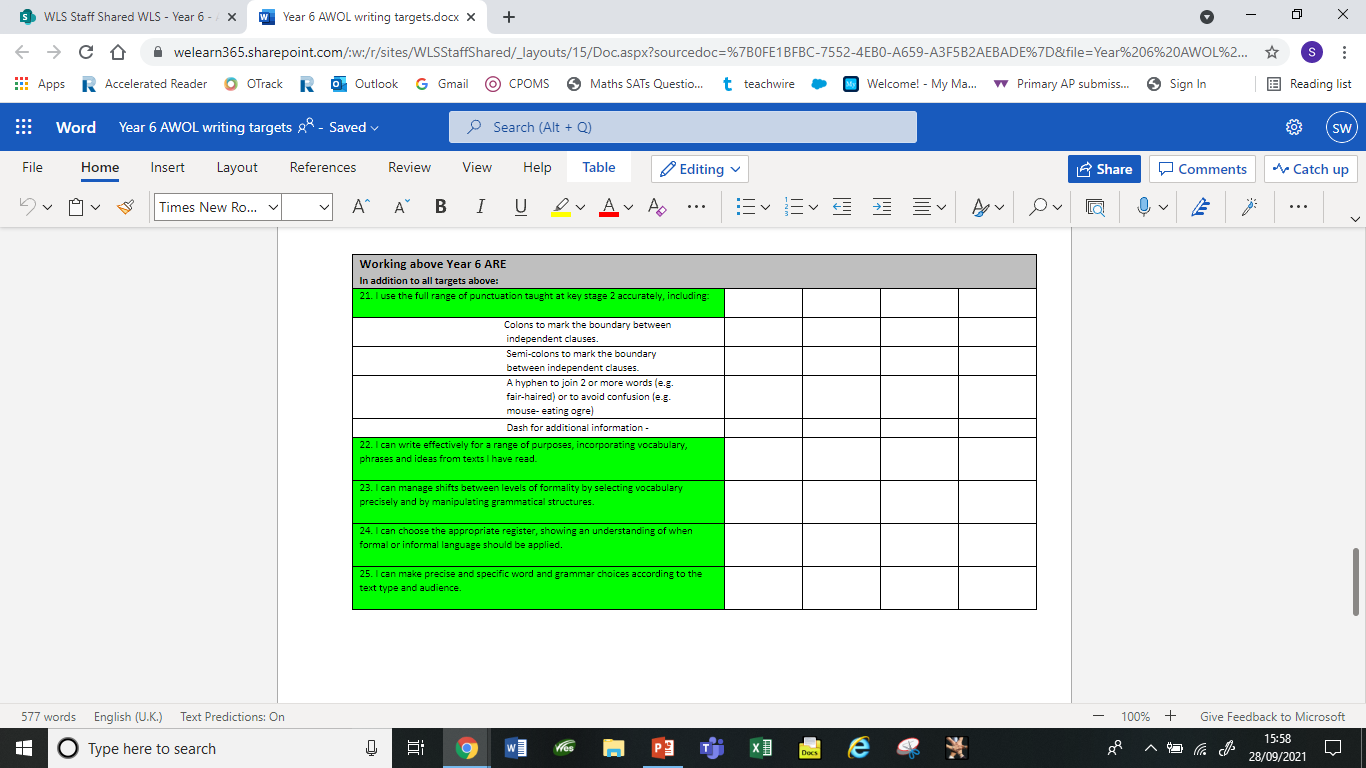 WLS Staff Shared WLS - Year 6 -
Year 6 AWOL writing targets.docx
welearn365.sharepoint.com/:w:/r/sites/WLSStaffShared/_layouts/15/Doc.aspx?sourcedoc=%7B0FE1BFBC-7552-4EB0-A659-A3F5B2AEBADE%7D&file=Year%206%20AWOL%2...
S
Apps Accelerated Reader OTrack Outlook Gmail CPOMS Maths SATs Questio... teachwire Welcome! - My Ma... Primary AP submiss... Sign In Reading list
Word Year 6 AWOL writing targets - Saved Search (Alt + Q) SW
File Home Insert Layout References Review View Help Table Editing Share Comments Catch up
Times New Ro... A A B I U A A
Working above Year 6 ARE
In addition to all targets above:
21. I use the full range of punctuation taught at key stage 2 accurately, including:
Colons to mark the boundary between
independent clauses.
Semi-colons to mark the boundary
between independent clauses.
A hyphen to join 2 or more words (e.g.
fair-haired) or to avoid confusion (e.g.
mouse- eating ogre)
Dash for additional information -
22. I can write effectively for a range of purposes, incorporating vocabulary,
phrases and ideas from texts I have read.
23. I can manage shifts between levels of formality by selecting vocabulary
precisely and by manipulating grammatical structures.
24. I can choose the appropriate register, showing an understanding of when
formal or informal language should be applied.
25. I can make precise and specific word and grammar choices according to the
text type and audience.
577 words English (U.K.) Text Predictions: On 100% Give Feedback to Microsoft
Type here to search
15:58
28/09/2021